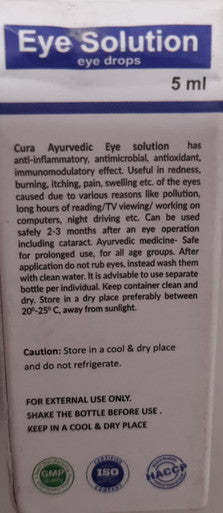 Eye Solution
eye drops
5 ml
Cura Ayurvedic Eye solution has
anti-inflammatory, antimicrobial, antioxidant,
immunomodulatory effect. Useful in redness,
burning, itching, pain, swelling etc. of the eyes
caused due to various reasons like pollution,
long hours of reading/TV viewing/ working on
computers, night driving etc. Can be used
safely 2-3 months after an eye operation
including cataract. Ayurvedic medicine- Safe
for prolonged use, for all age groups. After
application do not rub eyes, instead wash them
with clean water. It is advisable to use separate
bottle per individual. Keep container clean and
dry. Store in a dry place preferably between
20°-25° C, away from sunlight.
Caution: Store in a cool & dry place
and do not refrigerate.
FOR EXTERNAL USE ONLY.
SHAKE THE BOTTLE BEFORE USE .
KEEP IN A COOL & DRY PLACE
GMP
CERTIFIED
ISO
COMPANY
HACCP